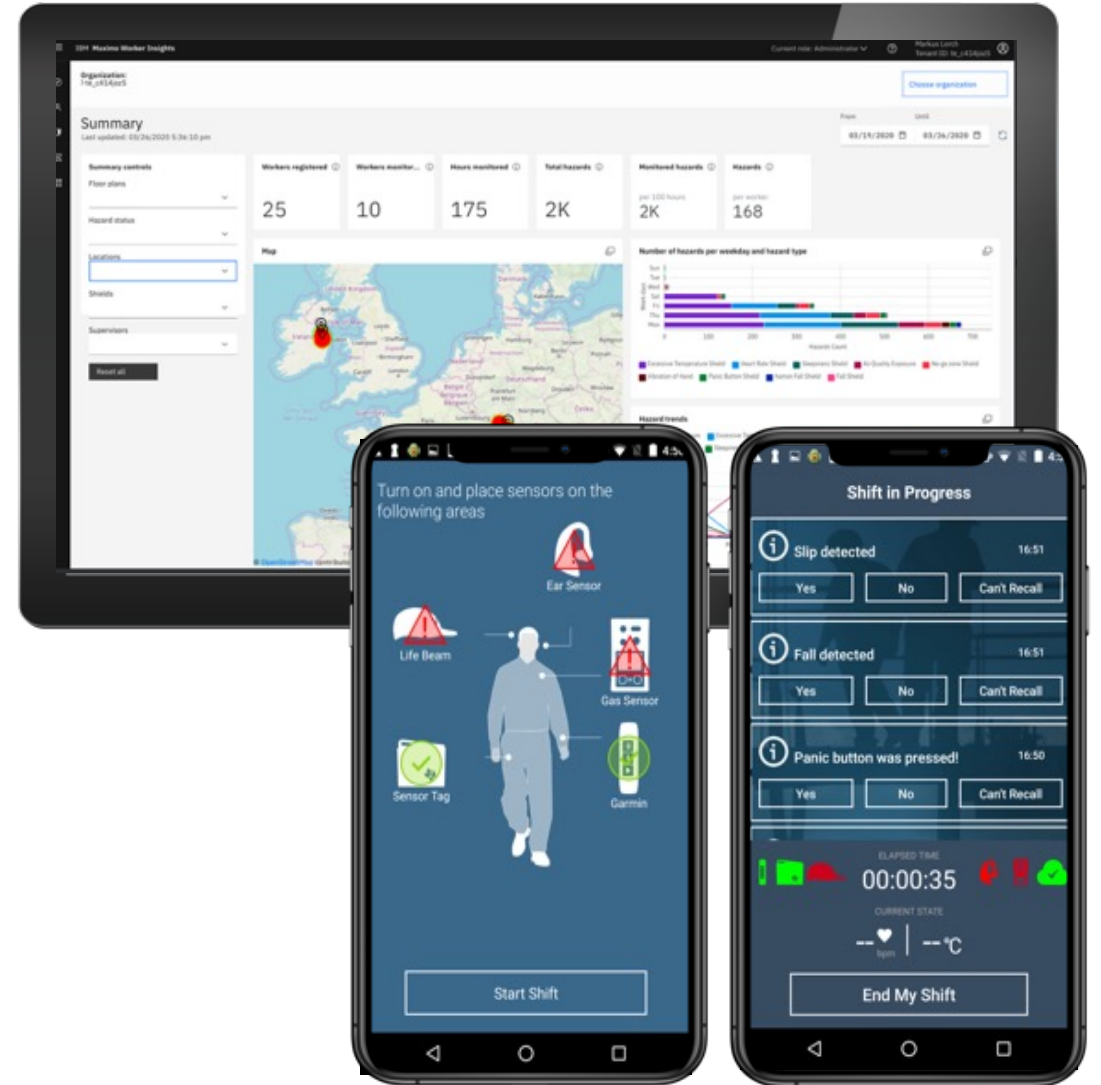 IBM Maximo Worker Insights
Current role: Administrator
Markus Lorch
Organization:
Choose organization
Summary
Last updated: 03/26/2020 5:36:10 pm
From
Until
03/19/2020
03/26/2020
Summary controls
Floor plans
Hazard status
Locations
Shields
Supervisors
Reset all
Workers registered
25
Workers monitor...
10
Hours monitored
175
Total hazards
2K
Monitored hazards
per 100 hours
2K
Hazards
per worker
168
Map
Number of hazards per weekday and hazard type
Sun
Tue
Wed
Sat
Fri
Thu
Mon
0 100 200 300 400 500 600 700
Hazards Count
Excessive Temperature Shield
Heart Rate Shield
Air Quality Exposure
No-go zone Shield
Vibration of Hand
Panic Button Shield
Fall Shield
Hazard trends
Turn on and place sensors on the
following areas
Ear Sensor
Life Beam
Gas Sensor
Sensor Tag
Garmin
Start Shift
Shift in Progress
Slip detected 16:51
Yes No Can't Recall
Fall detected 16:51
Yes No Can't Recall
Panic button was pressed! 16:50
Yes No Can't Recall
ELAPSED TIME
00:00:35
CURRENT STATE
-- bpm | -- °C
End My Shift